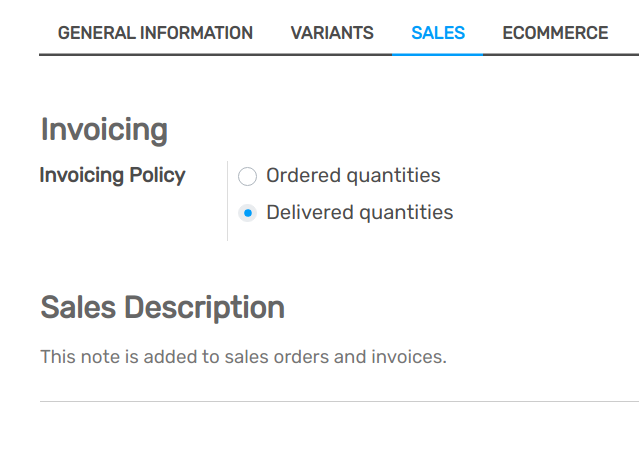 GENERAL INFORMATION VARIANTS SALES ECOMMERCE
Invoicing
Invoicing Policy Ordered quantities
Delivered quantities
Sales Description
This note is added to sales orders and invoices.